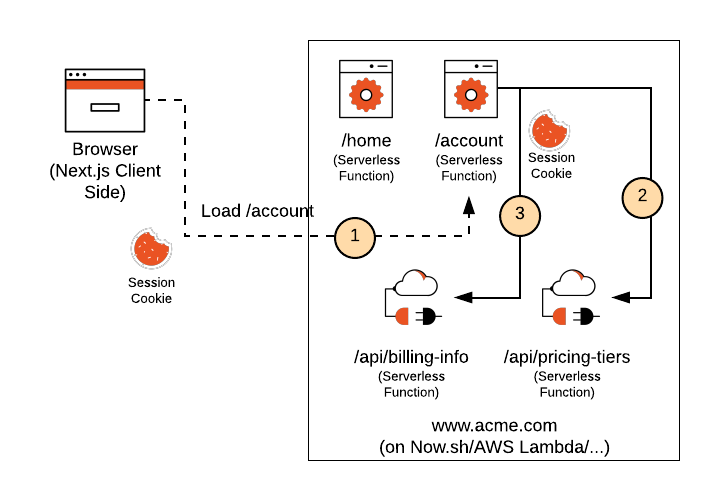 Browser
(Next.js Client
Side)
/home
(Serverless
Function)
/account
(Serverless
Function)
Session
Cookie
2
3
Load /account
1
Session
Cookie
/api/billing-info
(Serverless
Function)
/api/pricing-tiers
(Serverless
Function)
www.acme.com
(on Now.sh/AWS Lambda/...)